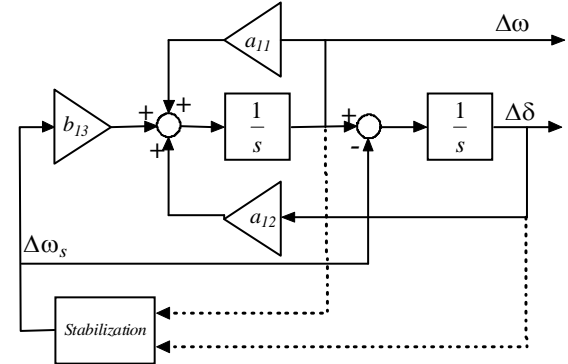 a₁₁
Δω
b₁₃
+
+
+
1
s
+
-
1
s
Δδ
a₁₂
Δωₛ
Stabilization